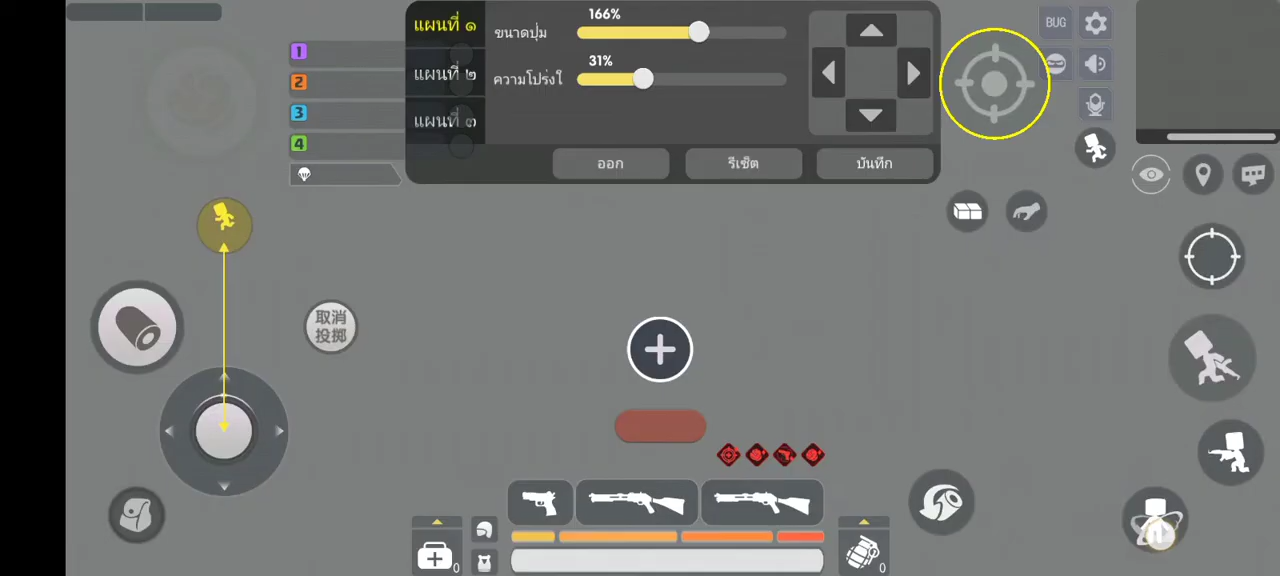 แผนที่ ๑
ขนาดปุ่ม
166%
BUG
1
2
3
4
แผนที่ ๒
ความโปร่งใ
31%
แผนที่ ๓
ออก
รีเซ็ต
บันทึก
取消
投掷
0
0